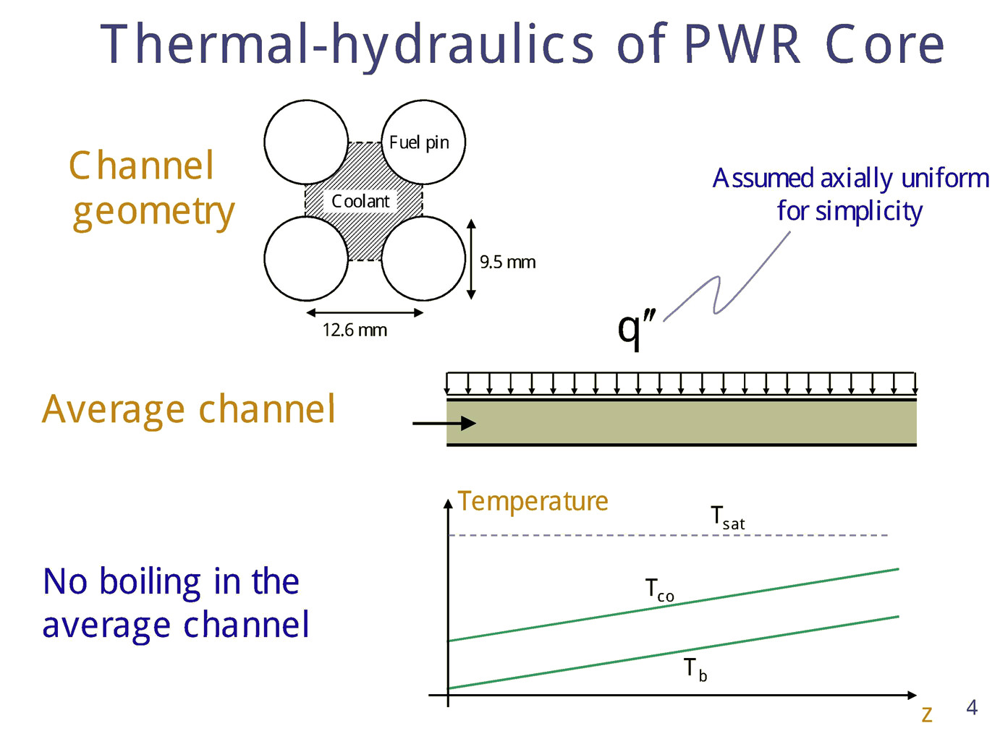 Thermal-hydraulics of PWR Core
Channel
geometry
Fuel pin
Coolant
9.5 mm
12.6 mm
Assumed axially uniform
for simplicity
q″
Average channel
Temperature
Tsat
Tco
Tb
z
No boiling in the
average channel
4